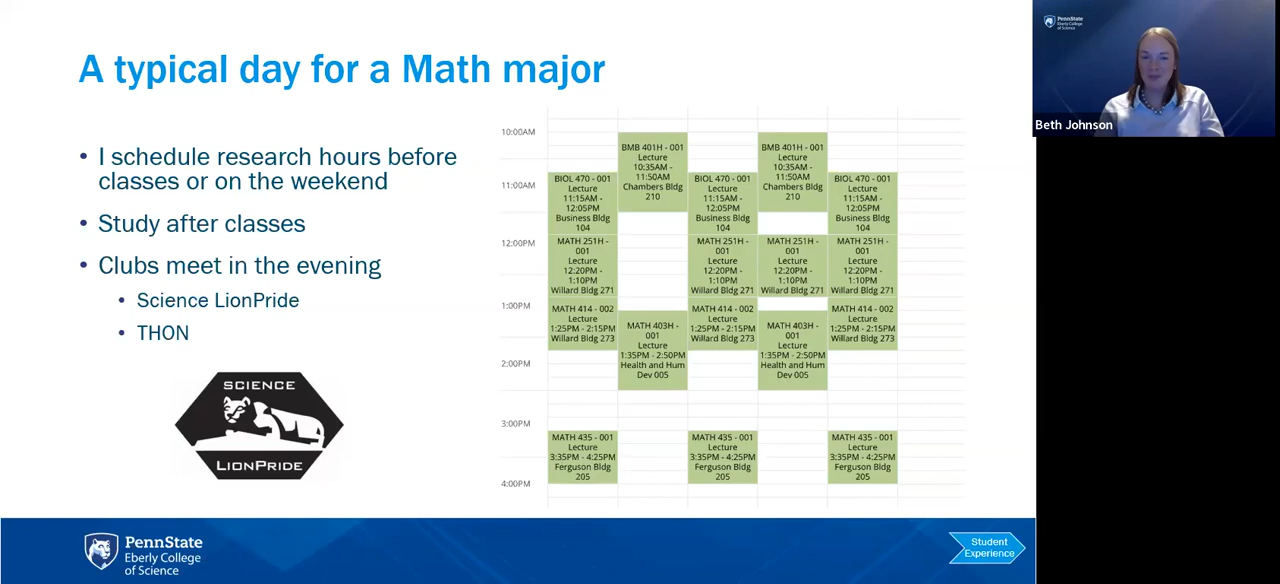 A typical day for a Math major
• I schedule research hours before
classes or on the weekend
• Study after classes
• Clubs meet in the evening
• Science LionPride
• THON
SCIENCE
LIONPRIDE
10:00AM
11:00AM
12:00PM
1:00PM
2:00PM
3:00PM
4:00PM
BIOL 470 - 001
Lecture
11:15AM -
12:05PM
Business Bldg
104
MATH 251H -
001
Lecture
12:20PM -
1:10PM
Willard Bldg 271
MATH 414 - 002
Lecture
1:25PM - 2:15PM
Willard Bldg 273
MATH 435 - 001
Lecture
3:35PM - 4:25PM
Ferguson Bldg
205
BMB 401H - 001
Lecture
10:35AM -
11:50AM
Chambers Bldg
210
MATH 403H -
001
Lecture
1:35PM - 2:50PM
Health and Hum
Dev 005
BIOL 470 - 001
Lecture
11:15AM -
12:05PM
Business Bldg
104
MATH 251H -
001
Lecture
12:20PM -
1:10PM
Willard Bldg 271
MATH 414 - 002
Lecture
1:25PM - 2:15PM
Willard Bldg 273
MATH 435 - 001
Lecture
3:35PM - 4:25PM
Ferguson Bldg
205
BMB 401H - 001
Lecture
10:35AM -
11:50AM
Chambers Bldg
210
MATH 251H -
001
Lecture
12:20PM -
1:10PM
Willard Bldg 271
MATH 403H -
001
Lecture
1:35PM - 2:50PM
Health and Hum
Dev 005
BIOL 470 - 001
Lecture
11:15AM -
12:05PM
Business Bldg
104
MATH 251H -
001
Lecture
12:20PM -
1:10PM
Willard Bldg 271
MATH 414 - 002
Lecture
1:25PM - 2:15PM
Willard Bldg 273
MATH 435 - 001
Lecture
3:35PM - 4:25PM
Ferguson Bldg
205
PennState
Eberly College
of Science
Student
Experience
PennState
Eberly College
of Science
Beth Johnson